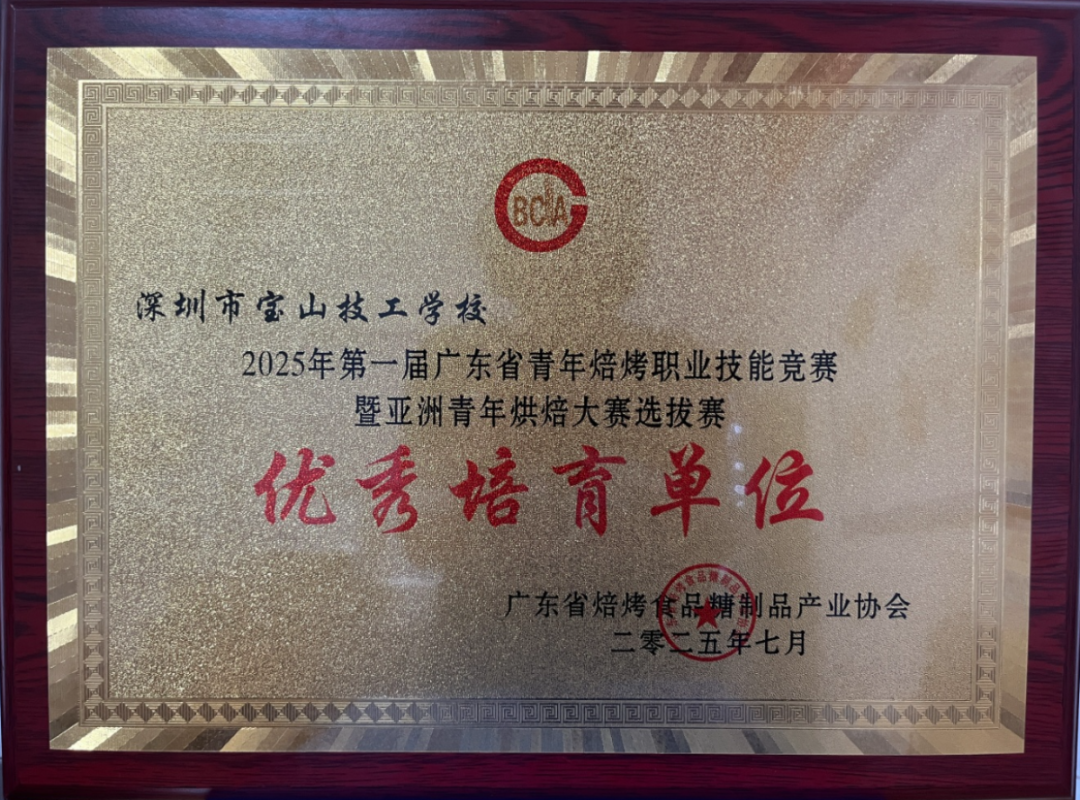 BCIA
深圳市宝山技工学校
2025年第一届广东省青年焙烤职业技能竞赛
暨亚洲青年烘焙大赛选拔赛
优秀培育单位
广东省焙烤食品糖制品产业协会
二零二五年七月